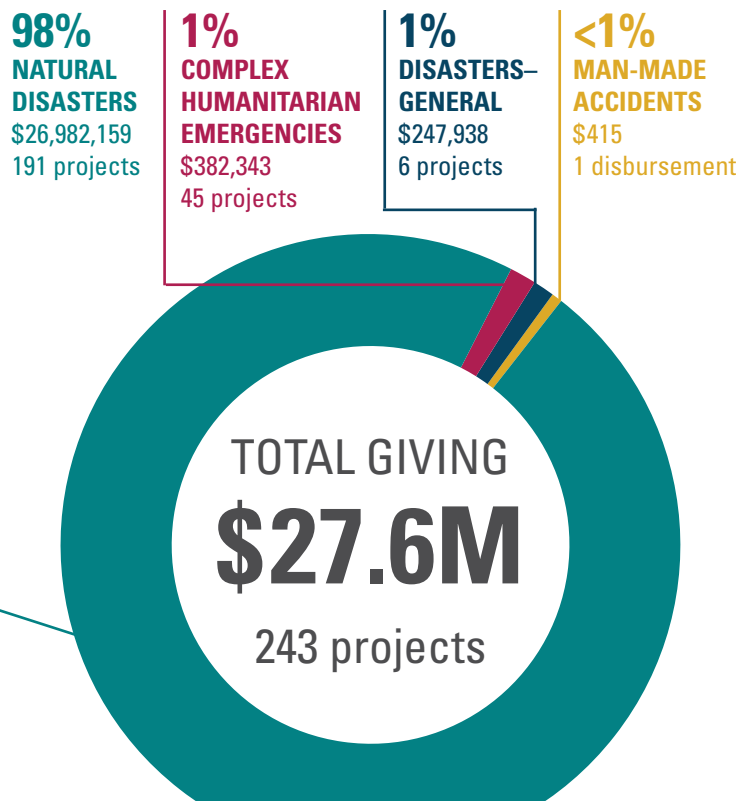 98%
NATURAL
DISASTERS
$26,982,159
191 projects
1%
COMPLEX
HUMANITARIAN
EMERGENCIES
$382,343
45 projects
1%
DISASTERS–
GENERAL
$247,938
6 projects
<1%
MAN-MADE
ACCIDENTS
$415
1 disbursement
TOTAL GIVING
$27.6M
243 projects